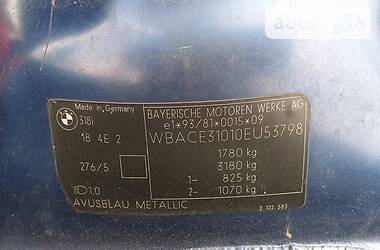 Made in Germany
BMW
318i
18 4E 2
276/5
1.0
AVUSBLAU METALLIC
BAYERISCHE MOTOREN WERKE AG
e1*93/81*0015*09
WBACE31010EU53798
1780 kg
3180 kg
1- 825 kg
2- 1070 kg
2 122 583